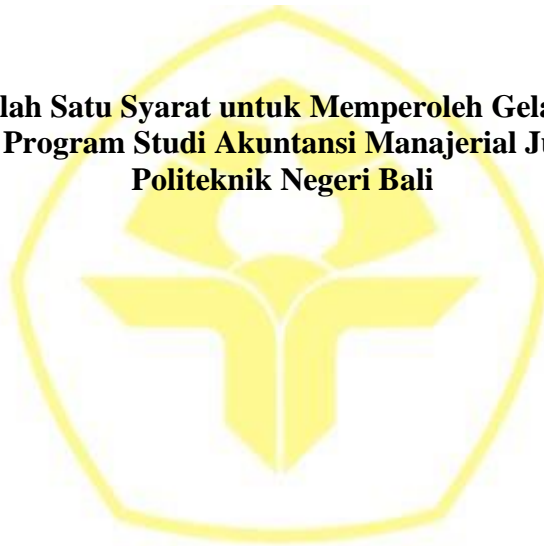 lah Satu Syarat untuk Memperoleh Gela
Program Studi Akuntansi Manajerial Ju
Politeknik Negeri Bali